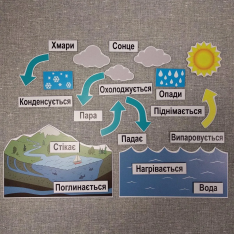 Хмари
Сонце
Охолоджується
Конденсується
Опади
Піднімається
Пара
Стікає
Падає
Випаровується
Нагрівається
Поглинається
Вода